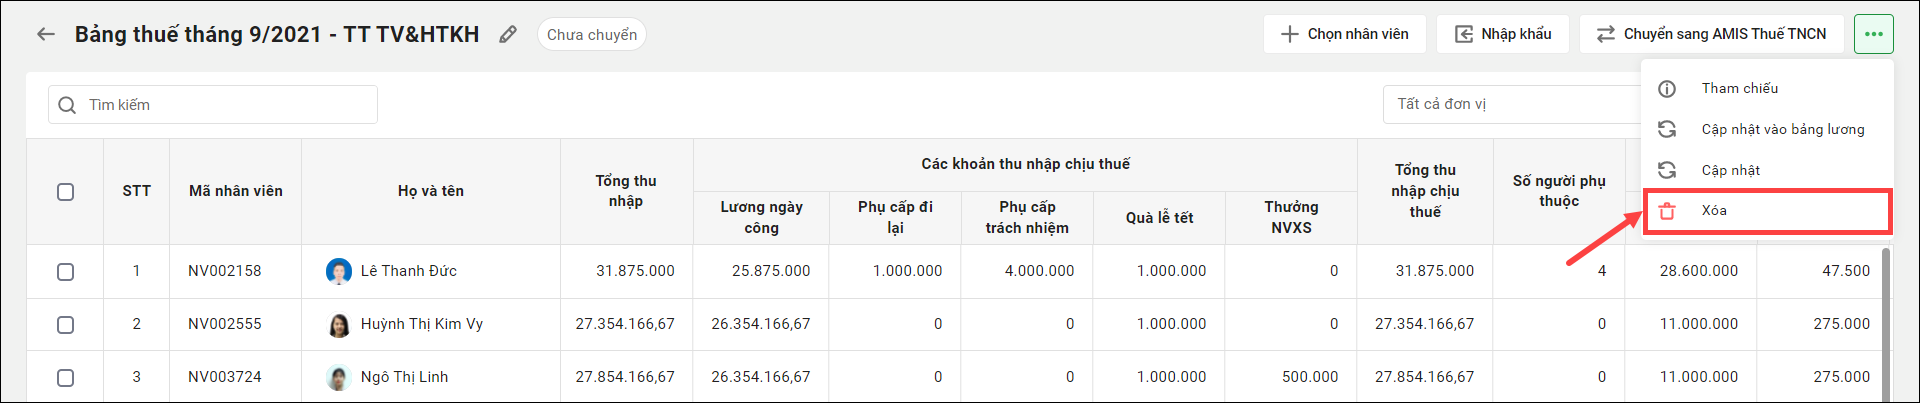 Bảng thuế tháng 9/2021 - TT TV&HTKH
Chưa chuyển
Chọn nhân viên
Nhập khẩu
Chuyển sang AMIS Thuế TNCN
Tìm kiếm
Tất cả đơn vị
Tham chiếu
Cập nhật vào bảng lương
Cập nhật
Xóa
STT
Mã nhân viên
Họ và tên
Tổng thu
nhập
Các khoản thu nhập chịu thuế
Lương ngày
công
Phụ cấp đi
lại
Phụ cấp
trách nhiệm
Quà lễ tết
Thưởng
NVXS
Tổng thu
nhập chịu
thuế
Số người phụ
thuộc
1 NV002158 Lê Thanh Đức 31.875.000 25.875.000 1.000.000 4.000.000 1.000.000 0 31.875.000 4 28.600.000 47.500
2 NV002555 Huỳnh Thị Kim Vy 27.354.166,67 26.354.166,67 0 0 1.000.000 0 27.354.166,67 0 11.000.000 275.000
3 NV003724 Ngô Thị Linh 27.854.166,67 26.354.166,67 0 0 1.000.000 500.000 27.854.166,67 0 11.000.000 275.000